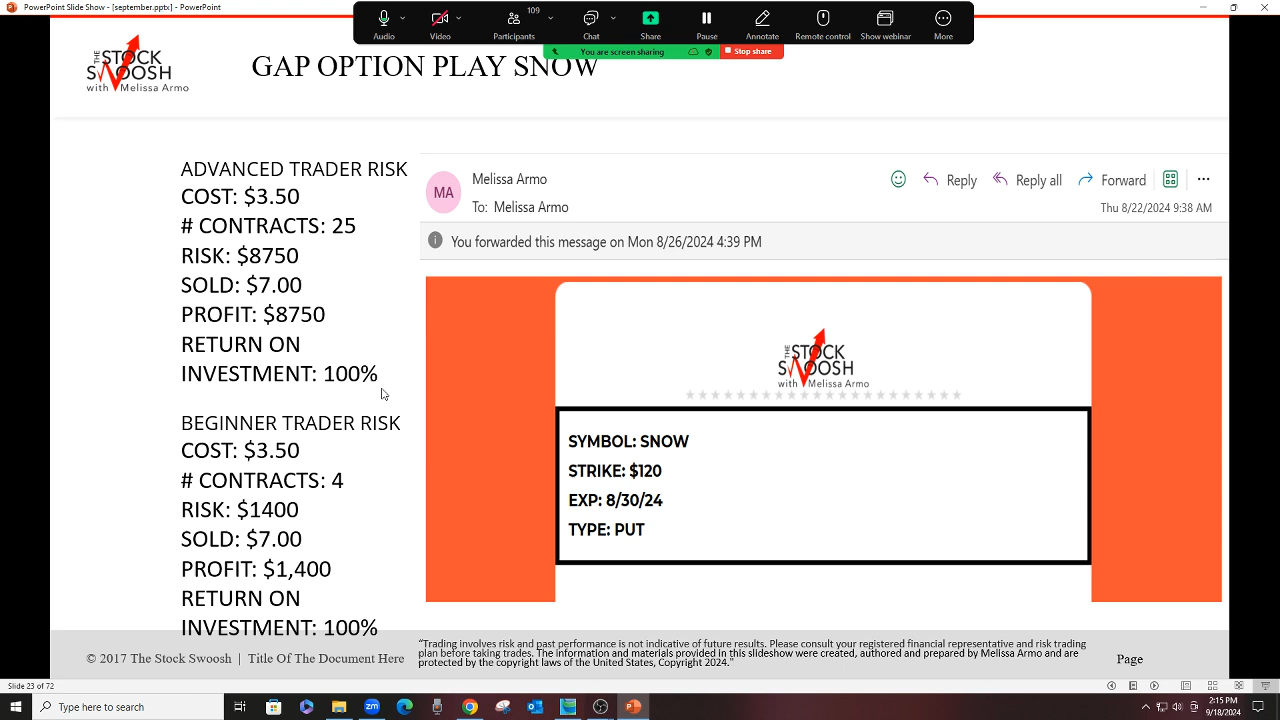 PowerPoint Slide Show - [september.pptx] - PowerPoint
109
Audio
Video
Participants
Chat
Share
Pause
Annotate
Remote control
Show webinar
More
You are screen sharing
Stop share
THE STOCK
SWOOSH
with Melissa Armo
GAP OPTION PLAY SNOW
ADVANCED TRADER RISK
COST: $3.50
# CONTRACTS: 25
RISK: $8750
SOLD: $7.00
PROFIT: $8750
RETURN ON
INVESTMENT: 100%
BEGINNER TRADER RISK
COST: $3.50
# CONTRACTS: 4
RISK: $1400
SOLD: $7.00
PROFIT: $1,400
RETURN ON
INVESTMENT: 100%
MA
Melissa Armo
To: Melissa Armo
Reply
Reply all
Forward
Thu 8/22/2024 9:38 AM
You forwarded this message on Mon 8/26/2024 4:39 PM
THE STOCK
SWOOSH
with Melissa Armo
SYMBOL: SNOW
STRIKE: $120
EXP: 8/30/24
TYPE: PUT
© 2017 The Stock Swoosh | Title Of The Document Here
"Trading involves risk and past performance is not indicative of future results. Please consult your registered financial representative and risk trading
plan before taking trades. The information and materials provided in this slideshow were created, authored and prepared by Melissa Armo and are
protected by the copyright laws of the United States, Copyright 2024."
Page
Slide 23 of 72
Type here to search
2:15 PM
9/18/2024